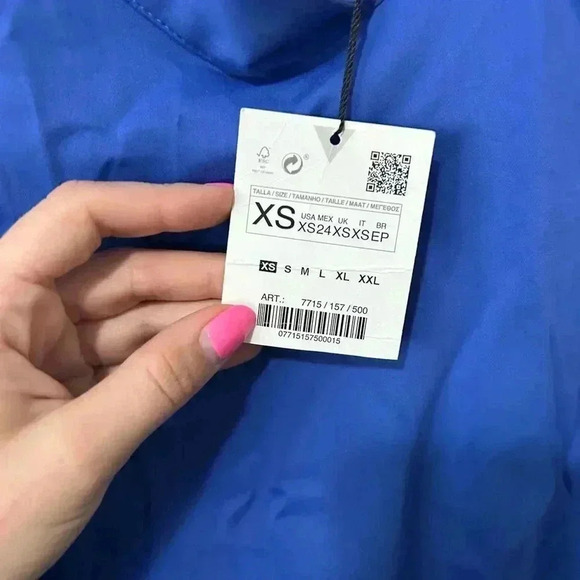 FSC
TALLA / SIZE / TAMANHO / TAILLE / MAAT / ΜΕΓΕΘΟΣ
XS
USA MEX UK IT BR
XS 24 XS XS EP
XS S M L XL XXL
ART.: 7715 / 157 / 500
07715157500015